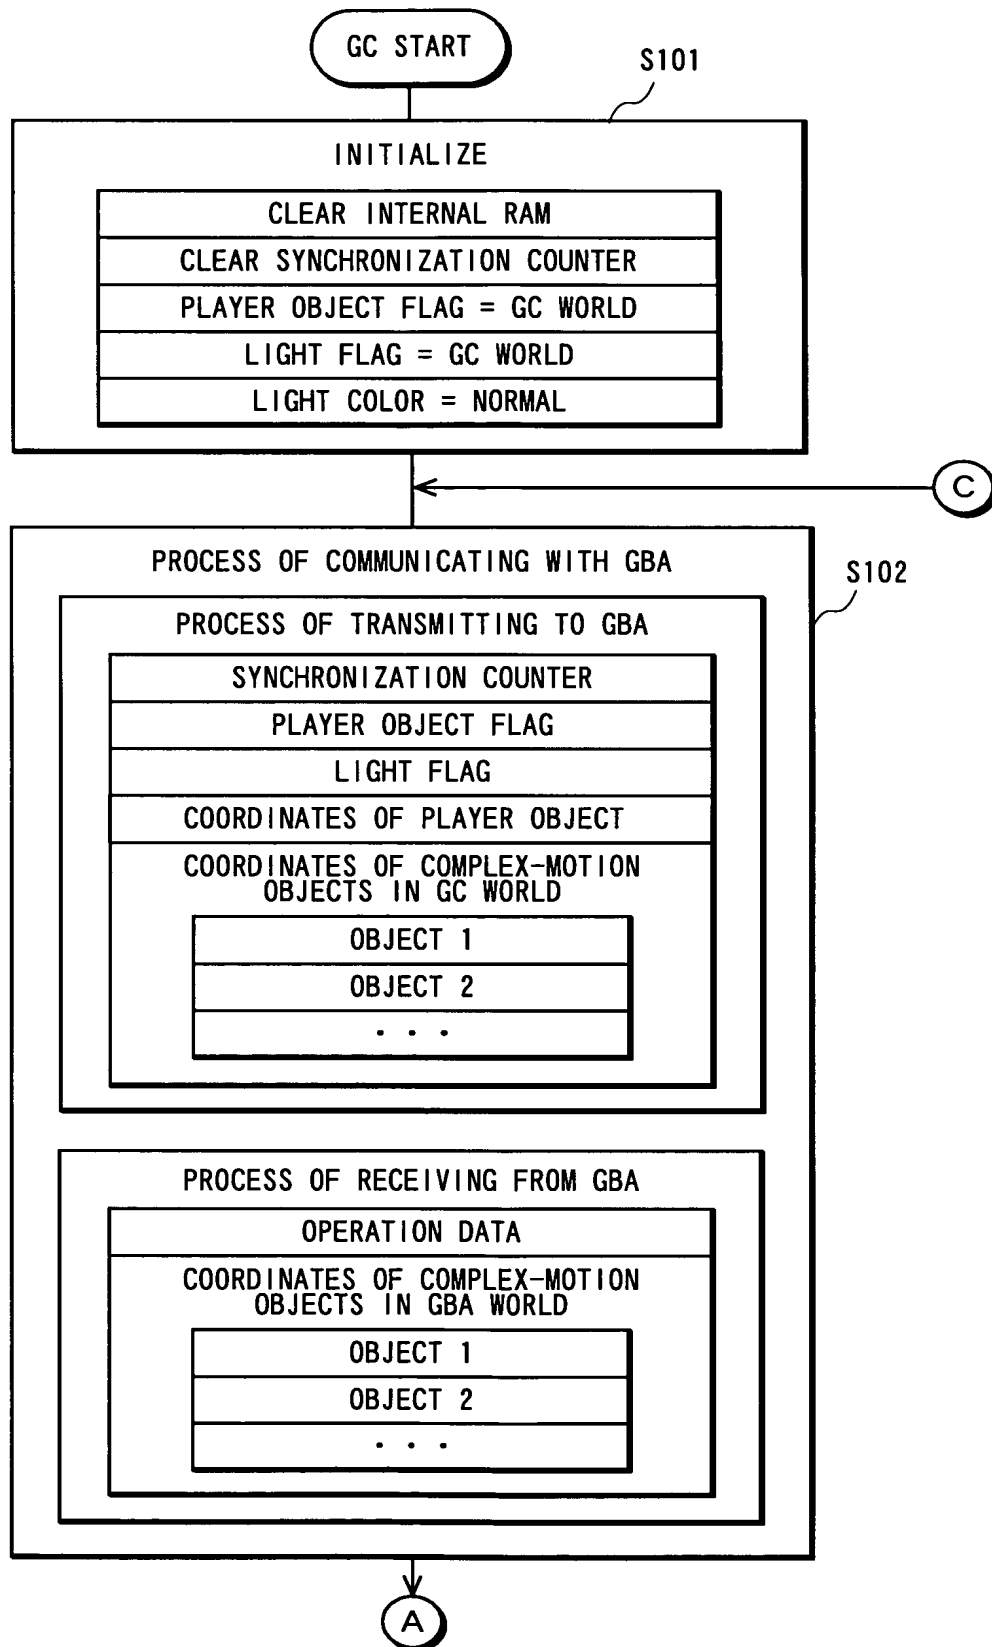 GC START
S101
INITIALIZE
CLEAR INTERNAL RAM
CLEAR SYNCHRONIZATION COUNTER
PLAYER OBJECT FLAG = GC WORLD
LIGHT FLAG = GC WORLD
LIGHT COLOR = NORMAL
C
PROCESS OF COMMUNICATING WITH GBA
S102
PROCESS OF TRANSMITTING TO GBA
SYNCHRONIZATION COUNTER
PLAYER OBJECT FLAG
LIGHT FLAG
COORDINATES OF PLAYER OBJECT
COORDINATES OF COMPLEX-MOTION
OBJECTS IN GC WORLD
OBJECT 1
OBJECT 2
· · ·
PROCESS OF RECEIVING FROM GBA
OPERATION DATA
COORDINATES OF COMPLEX-MOTION
OBJECTS IN GBA WORLD
OBJECT 1
OBJECT 2
· · ·
A